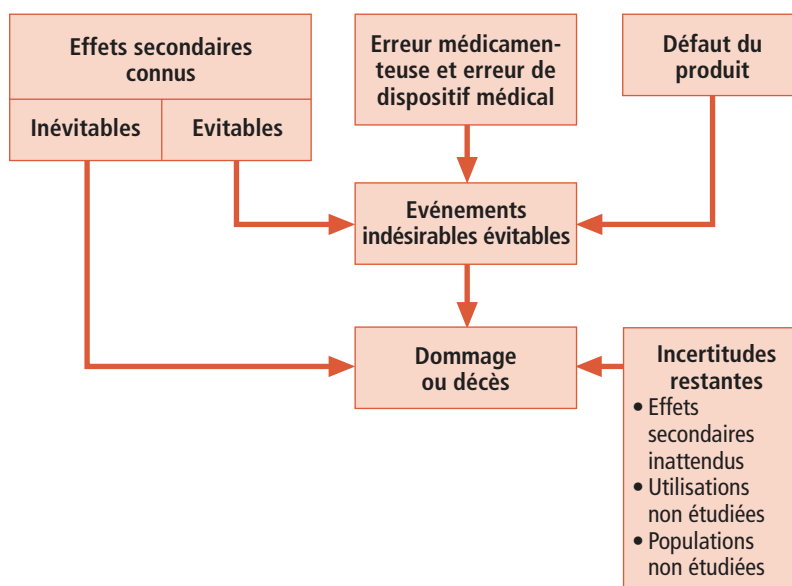 Effets secondaires
connus
Inévitables
Evitables
Erreur médicamen-
teuse et erreur de
dispositif médical
Défaut du
produit
Evénements
indésirables évitables
Dommage
ou décès
Incertitudes
restantes
• Effets
secondaires
inattendus
• Utilisations
non étudiées
• Populations
non étudiées